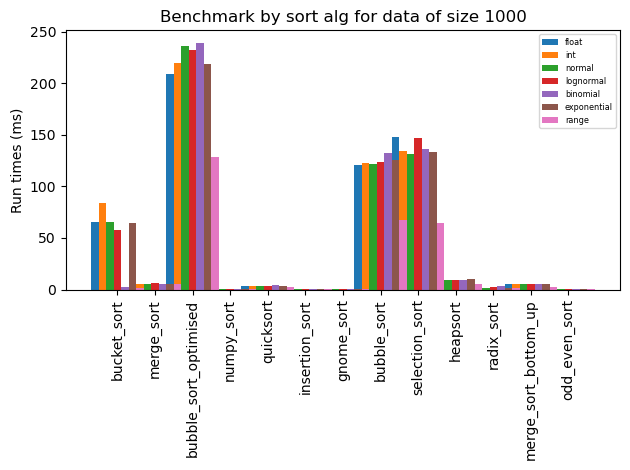 Benchmark by sort alg for data of size 1000
Run times (ms)
250
200
150
100
50
0
float
int
normal
lognormal
binomial
exponential
range
bucket_sort
merge_sort
bubble_sort_optimised
numpy_sort
quicksort
insertion_sort
gnome_sort
bubble_sort
selection_sort
heapsort
radix_sort
merge_sort_bottom_up
odd_even_sort